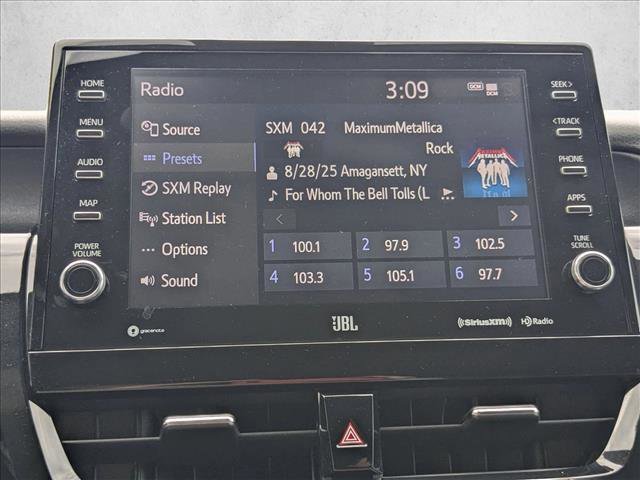 HOME
MENU
AUDIO
MAP
POWER
VOLUME
Radio
3:09
DCM
DCM
Source
Presets
SXM Replay
Station List
Options
Sound
SXM 042 MaximumMetallica
Rock
METALLICA
8/28/25 Amagansett, NY
For Whom The Bell Tolls (L
1 100.1
2 97.9
3 102.5
4 103.3
5 105.1
6 97.7
SEEK>
<TRACK
PHONE
APPS
TUNE
SCROLL
gracenote
JBL
SiriusXM
HD Radio